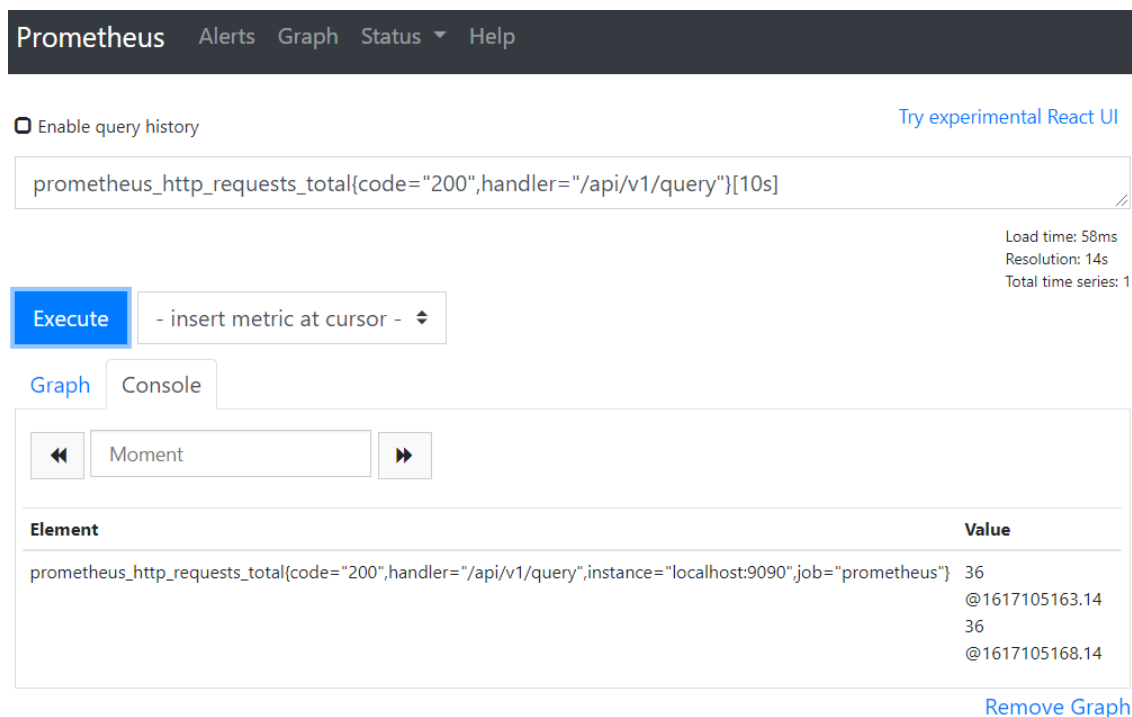 Prometheus Alerts Graph Status Help
Enable query history
Try experimental React UI
prometheus_http_requests_total{code="200",handler="/api/v1/query"}[10s]
Load time: 58ms
Resolution: 14s
Total time series: 1
Execute
- insert metric at cursor -
Graph Console
Moment
Element Value
prometheus_http_requests_total{code="200",handler="/api/v1/query",instance="localhost:9090",job="prometheus"} 36
@1617105163.14
36
@1617105168.14
Remove Graph